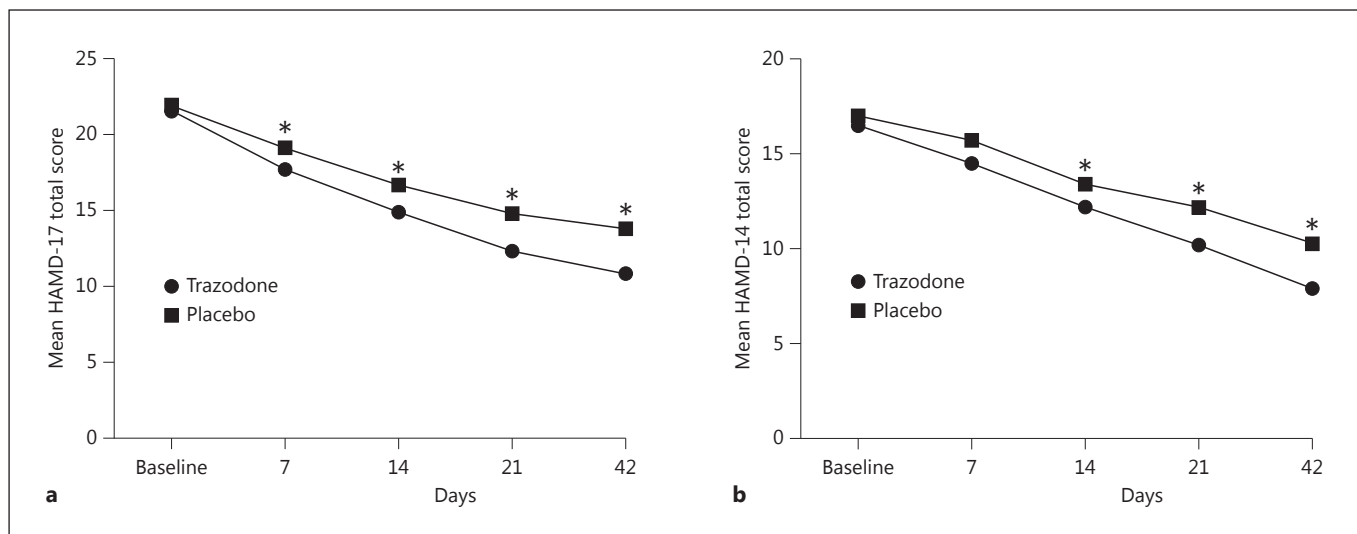 25
20
15
10
5
0
Mean HAMD-17 total score
*
*
*
*
Trazodone
Placebo
Baseline
7
14
21
42
Days
a
20
15
10
5
0
Mean HAMD-14 total score
*
*
*
Trazodone
Placebo
Baseline
7
14
21
42
Days
b